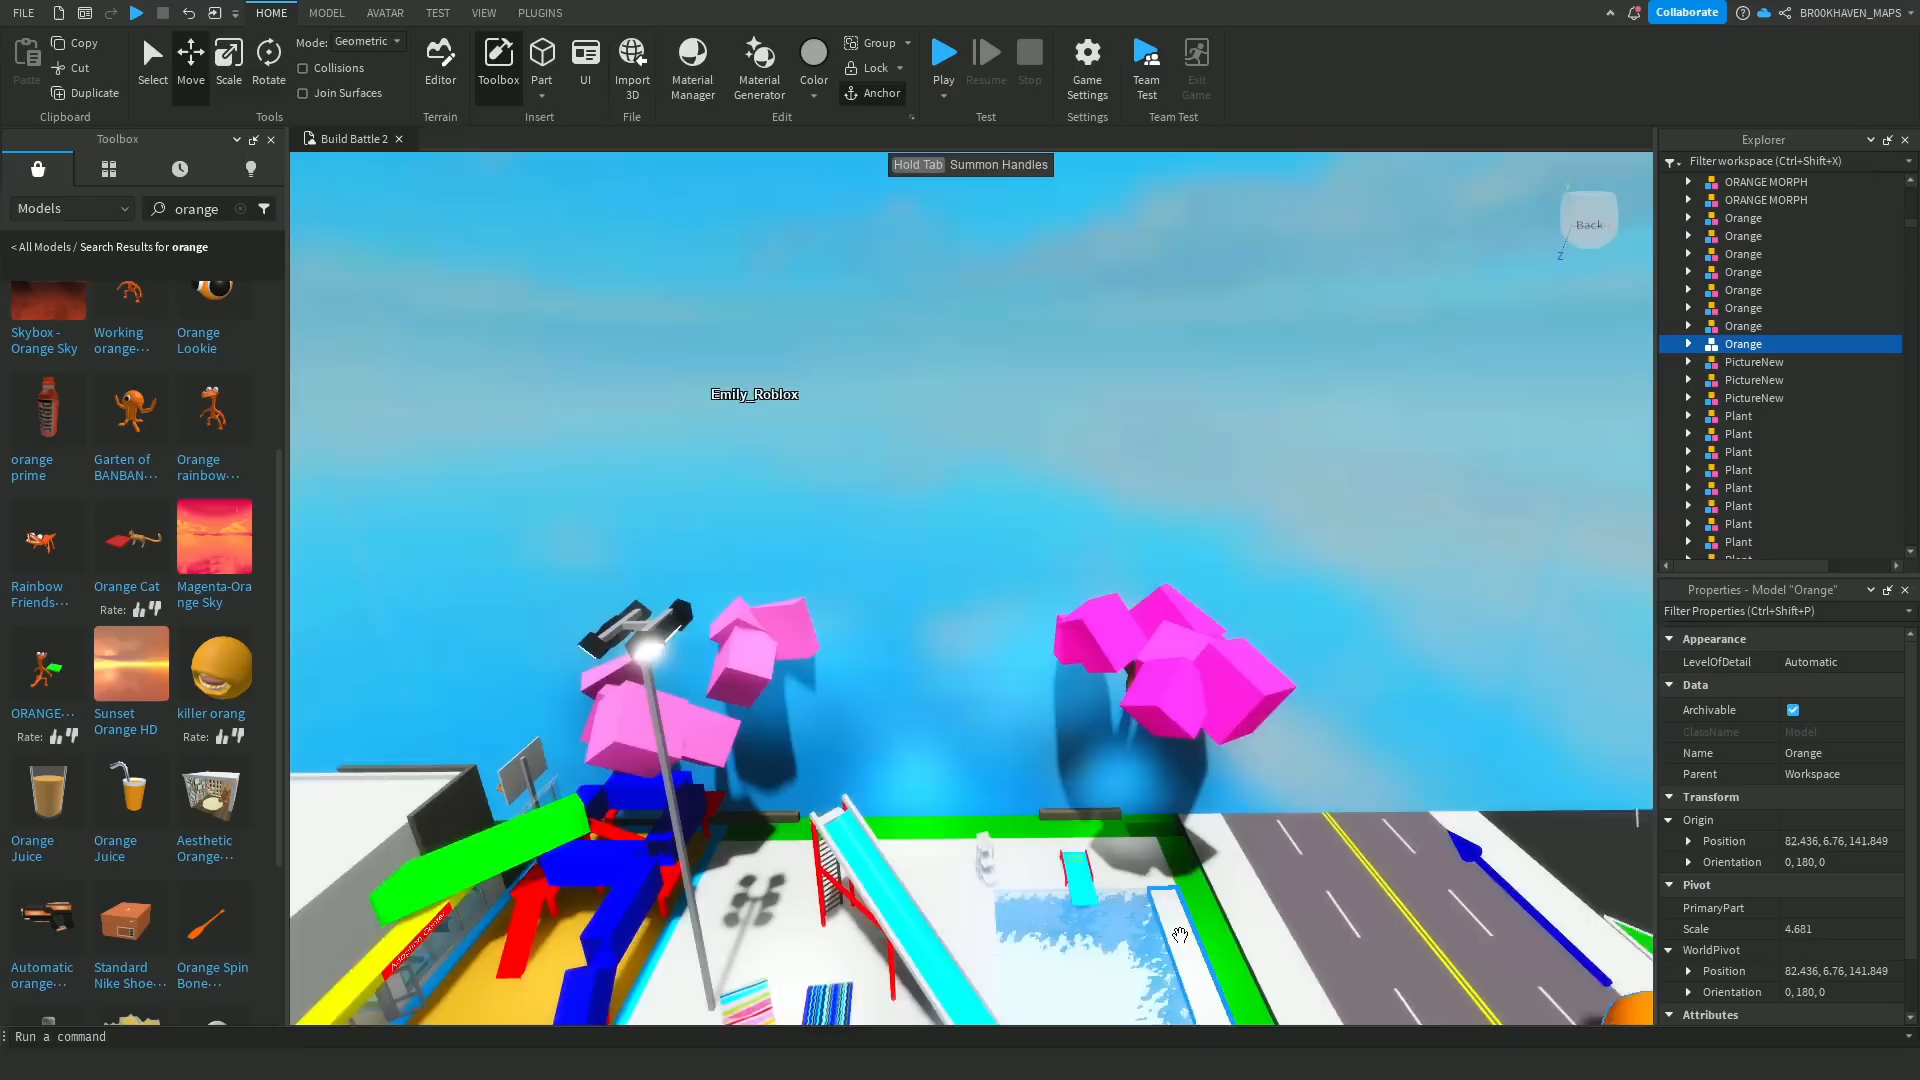 FILE
HOME
MODEL
AVATAR
TEST
VIEW
PLUGINS
Collaborate
BR00KHAVEN_MAPS
Paste
Copy
Cut
Duplicate
Clipboard
Select
Move
Scale
Rotate
Mode: Geometric
Collisions
Join Surfaces
Tools
Editor
Terrain
Toolbox
Part
UI
Insert
Import
3D
File
Material
Manager
Material
Generator
Color
Group
Lock
Anchor
Edit
Play
Resume
Stop
Test
Game
Settings
Settings
Team
Test
Exit
Game
Team Test
Toolbox
Models
orange
< All Models / Search Results for orange
Skybox -
Orange Sky
Working
orange...
Orange
Lookie
orange
prime
Garten of
BANBAN...
Orange
rainbow...
Rainbow
Friends...
Orange Cat
Rate:
Magenta-Ora
nge Sky
ORANGE...
Rate:
Sunset
Orange HD
killer orang
Rate:
Orange
Juice
Orange
Juice
Aesthetic
Orange...
Automatic
orange...
Standard
Nike Shoe...
Orange Spin
Bone...
Build Battle 2
Hold Tab Summon Handles
Back
Z
Emily_Roblox
Adoption Center
Explorer
Filter workspace (Ctrl+Shift+X)
ORANGE MORPH
ORANGE MORPH
Orange
Orange
Orange
Orange
Orange
Orange
Orange
Orange
PictureNew
PictureNew
PictureNew
Plant
Plant
Plant
Plant
Plant
Plant
Plant
Plant
Properties - Model "Orange"
Filter Properties (Ctrl+Shift+P)
Appearance
LevelOfDetail Automatic
Data
Archivable
ClassName Model
Name Orange
Parent Workspace
Transform
Origin
Position 82.436, 6.76, 141.849
Orientation 0, 180, 0
Pivot
PrimaryPart
Scale 4.681
WorldPivot
Position 82.436, 6.76, 141.849
Orientation 0, 180, 0
Attributes
Run a command